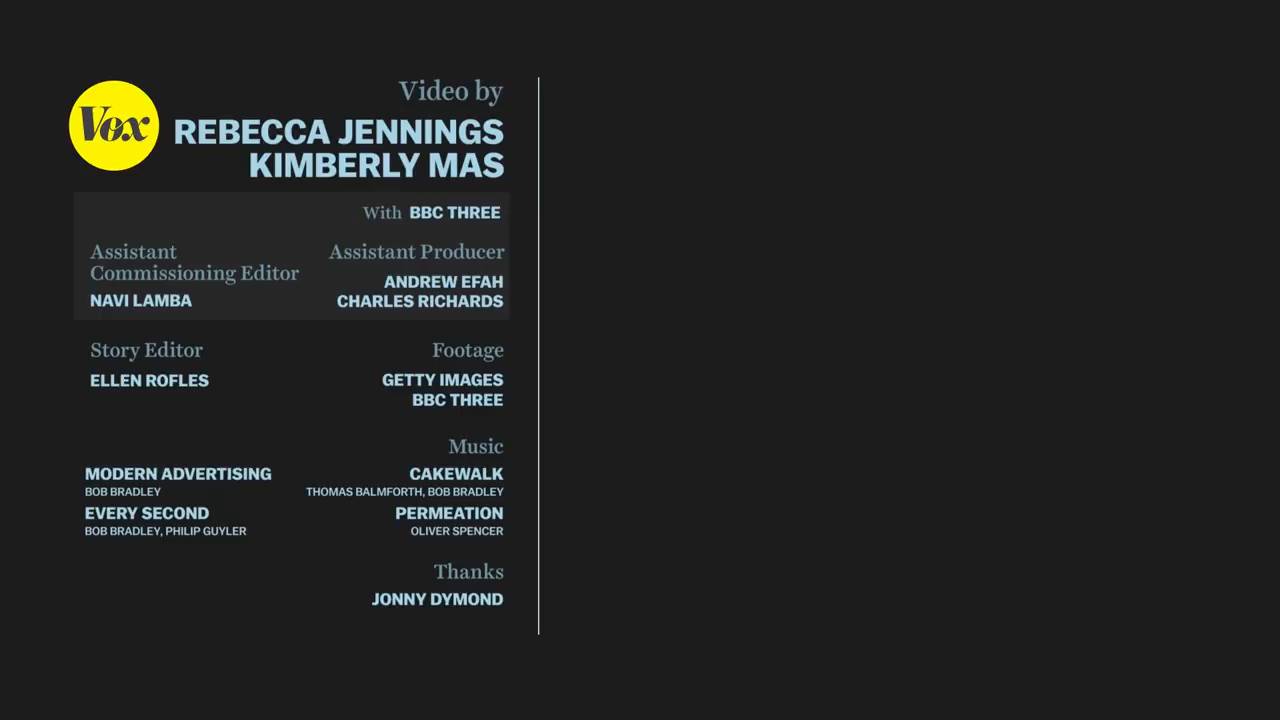 Vox
Video by
REBECCA JENNINGS
KIMBERLY MAS
With BBC THREE
Assistant
Commissioning Editor
NAVI LAMBA
Assistant Producer
ANDREW EFAH
CHARLES RICHARDS
Story Editor
ELLEN ROFLES
Footage
GETTY IMAGES
BBC THREE
Music
MODERN ADVERTISING
BOB BRADLEY
EVERY SECOND
BOB BRADLEY, PHILIP GUYLER
CAKEWALK
THOMAS BALMFORTH, BOB BRADLEY
PERMEATION
OLIVER SPENCER
Thanks
JONNY DYMOND